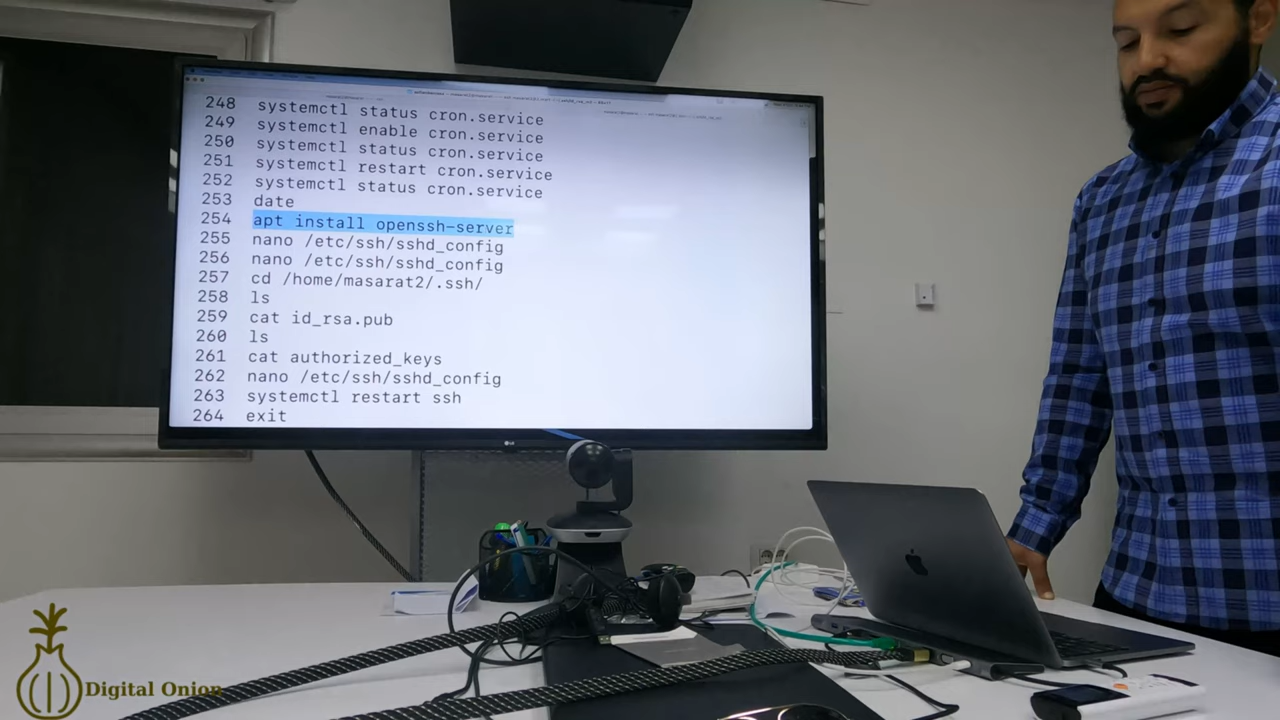 248 systemctl status cron.service
249 systemctl enable cron.service
250 systemctl status cron.service
251 systemctl restart cron.service
252 systemctl status cron.service
253 date
254 apt install openssh-server
255 nano /etc/ssh/sshd_config
256 nano /etc/ssh/sshd_config
257 cd /home/masarat2/.ssh/
258 ls
259 cat id_rsa.pub
260 ls
261 cat authorized_keys
262 nano /etc/ssh/sshd_config
263 systemctl restart ssh
264 exit
LG
Digital Onion